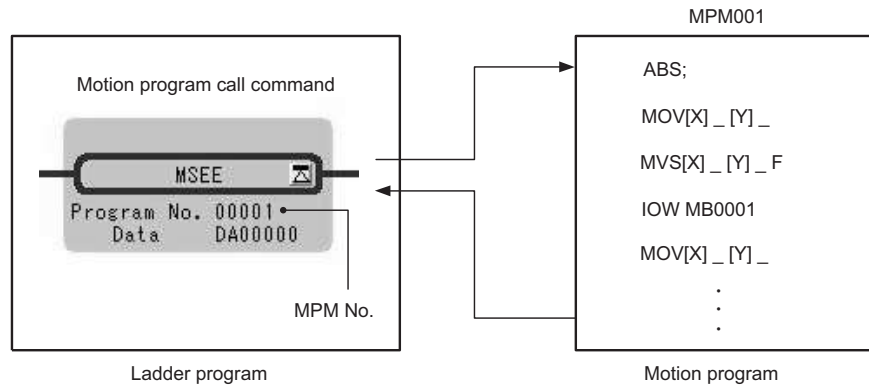 MPM001
Motion program call command
MSEE
Program No. 00001
Data DA00000
MPM No.
Ladder program
ABS;
MOV[X] _ [Y] _
MVS[X] _ [Y] _ F
IOW MB0001
MOV[X] _ [Y] _
.
.
.
Motion program